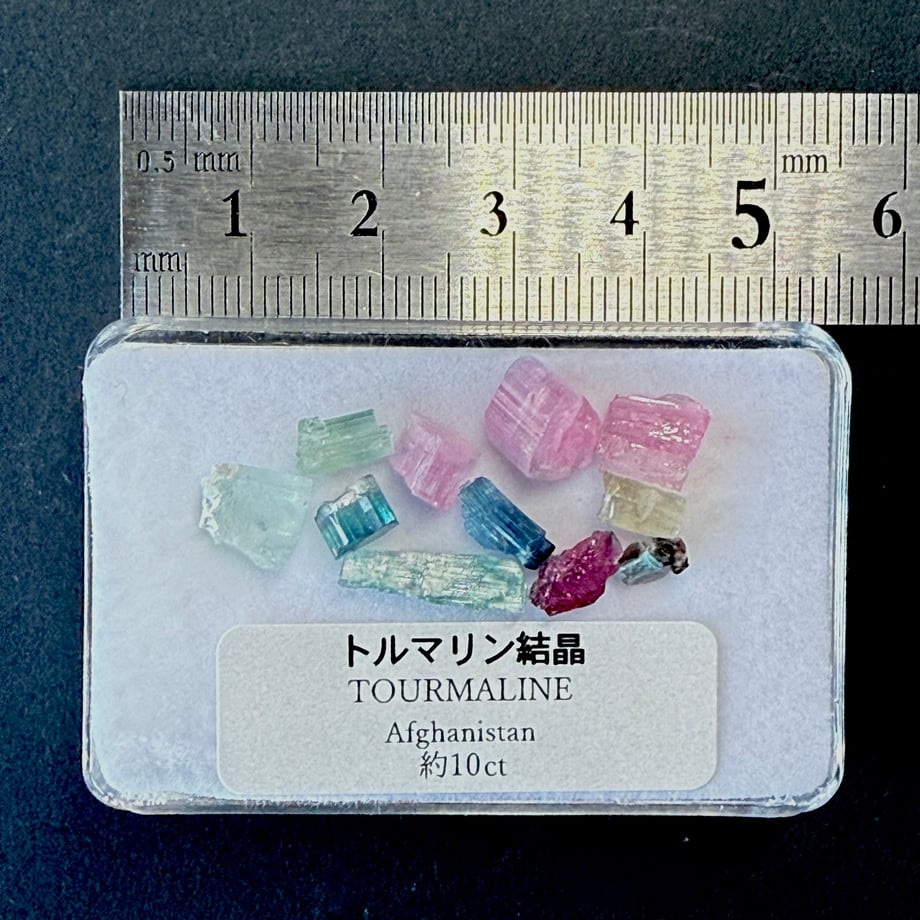 0.5 mm mm
1 2 3 4 5 6
mm
トルマリン結晶
TOURMALINE
Afghanistan
約10ct